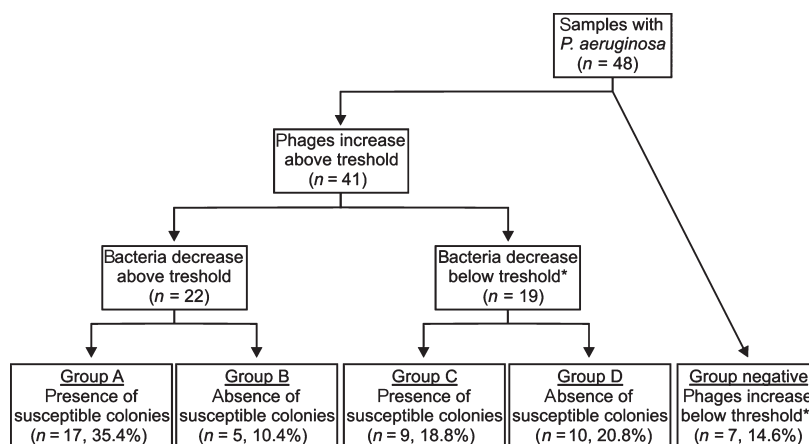 Samples with
P. aeruginosa
(n = 48)
Phages increase
above treshold
(n = 41)
Bacteria decrease
above treshold
(n = 22)
Bacteria decrease
below treshold*
(n = 19)
Group A
Presence of
susceptible colonies
(n = 17, 35.4%)
Group B
Absence of
susceptible colonies
(n = 5, 10.4%)
Group C
Presence of
susceptible colonies
(n = 9, 18.8%)
Group D
Absence of
susceptible colonies
(n = 10, 20.8%)
Group negative
Phages increase
below threshold*
(n = 7, 14.6%)